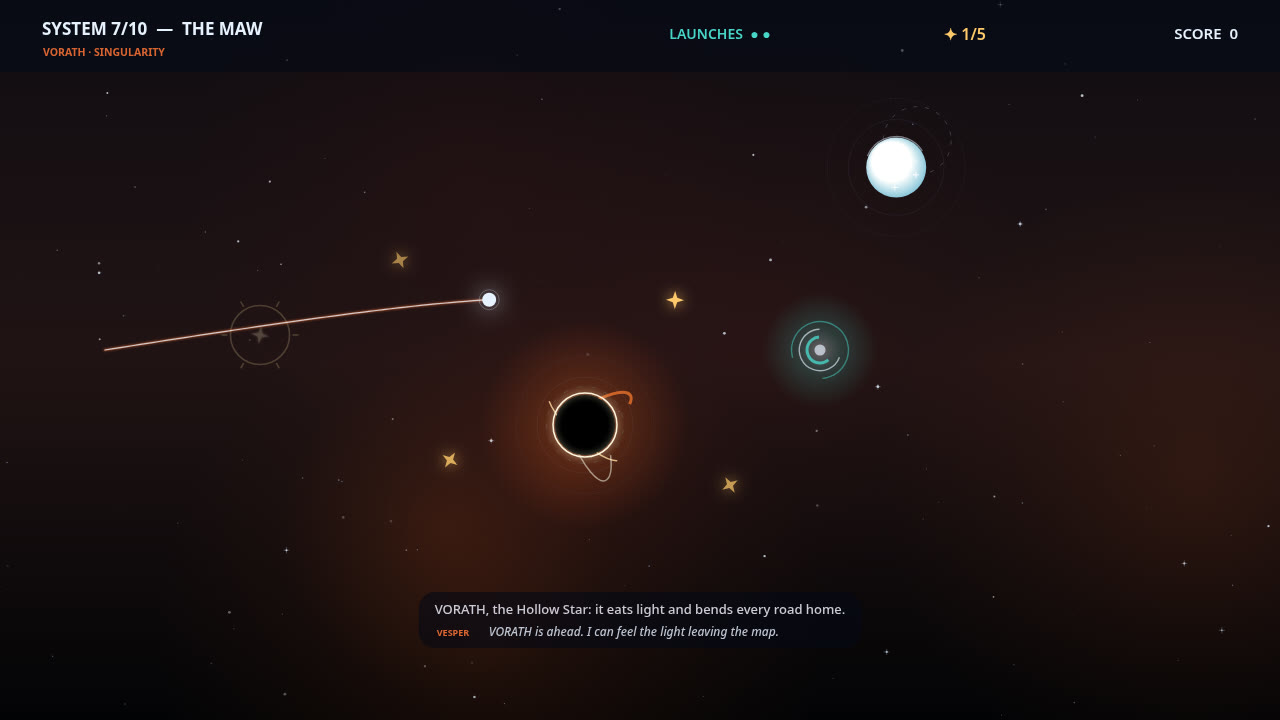 SYSTEM 7/10 — THE MAW
VORATH · SINGULARITY
LAUNCHES ● ●
✦ 1/5
SCORE 0
VORATH, the Hollow Star: it eats light and bends every road home.
VESPER VORATH is ahead. I can feel the light leaving the map.